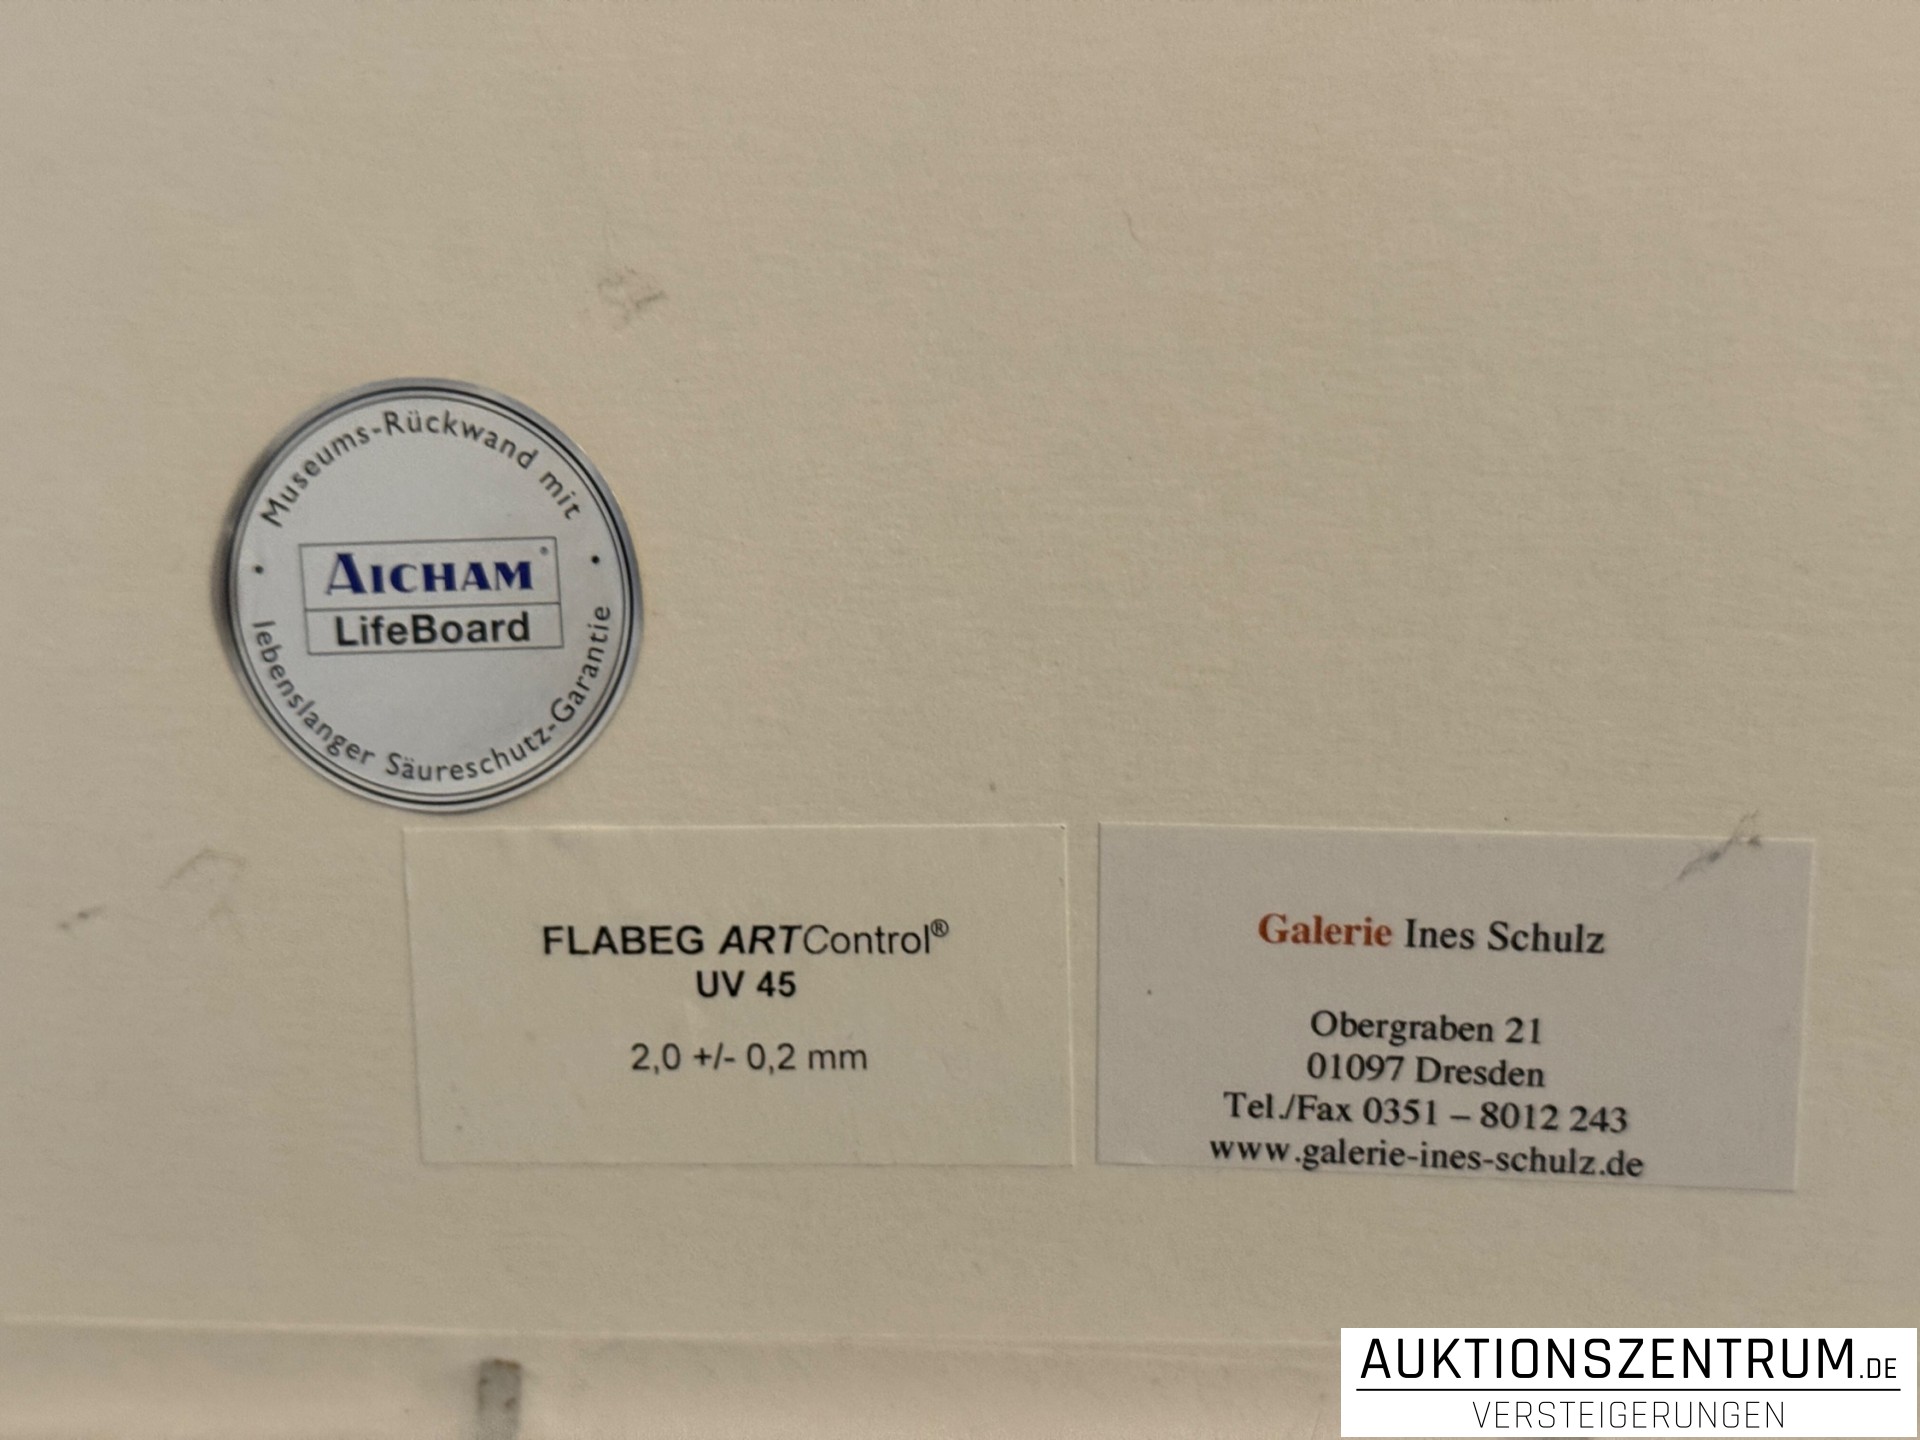 Museums-Rückwand mit
AICHAM®
LifeBoard
lebenslanger Säureschutz-Garantie
FLABEG ARTControl®
UV 45
2,0 +/- 0,2 mm
Galerie Ines Schulz
Obergraben 21
01097 Dresden
Tel./Fax 0351 – 8012 243
www.galerie-ines-schulz.de
AUKTIONSZENTRUM.DE
VERSTEIGERUNGEN